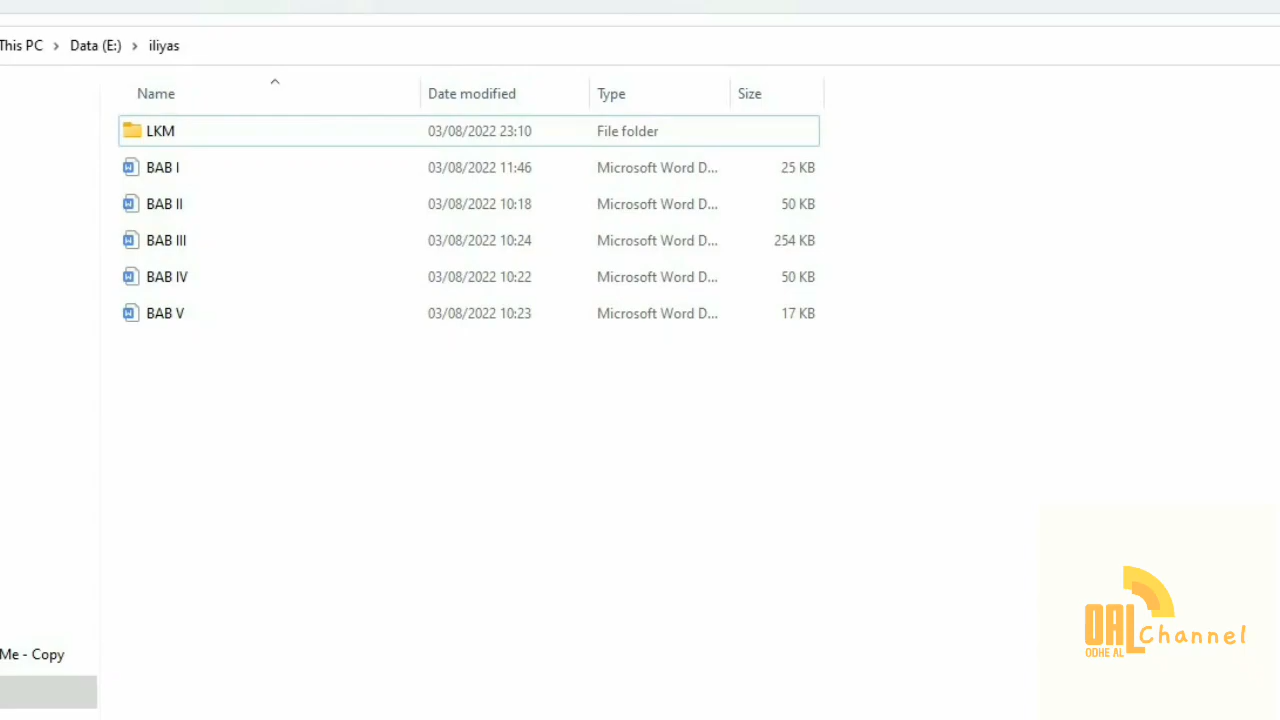 This PC > Data (E:) > iliyas
Name Date modified Type Size
LKM 03/08/2022 23:10 File folder
BAB I 03/08/2022 11:46 Microsoft Word D... 25 KB
BAB II 03/08/2022 10:18 Microsoft Word D... 50 KB
BAB III 03/08/2022 10:24 Microsoft Word D... 254 KB
BAB IV 03/08/2022 10:22 Microsoft Word D... 50 KB
BAB V 03/08/2022 10:23 Microsoft Word D... 17 KB
Me - Copy
OAL Channel
ODHE AL